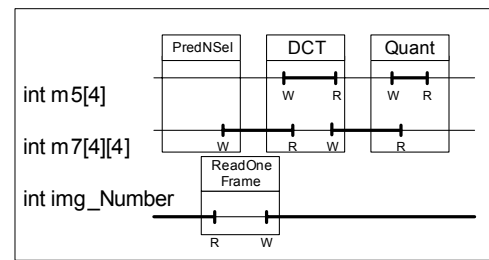 PredNSel DCT Quant
int m5[4]
W R W R
int m7[4][4]
W R W R
ReadOne
Frame
int img_Number
R W